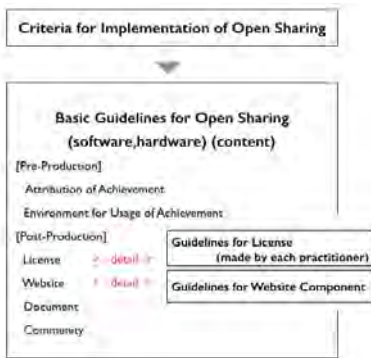 Criteria for Implementation of Open Sharing
Basic Guidelines for Open Sharing
(software,hardware) (content)
[Pre-Production]
Attribution of Achievement
Environment for Usage of Achievement
[Post-Production]
License < - detail - >
Guidelines for License
(made by each practitioner)
Website < - detail - >
Guidelines for Website Component
Document
Community